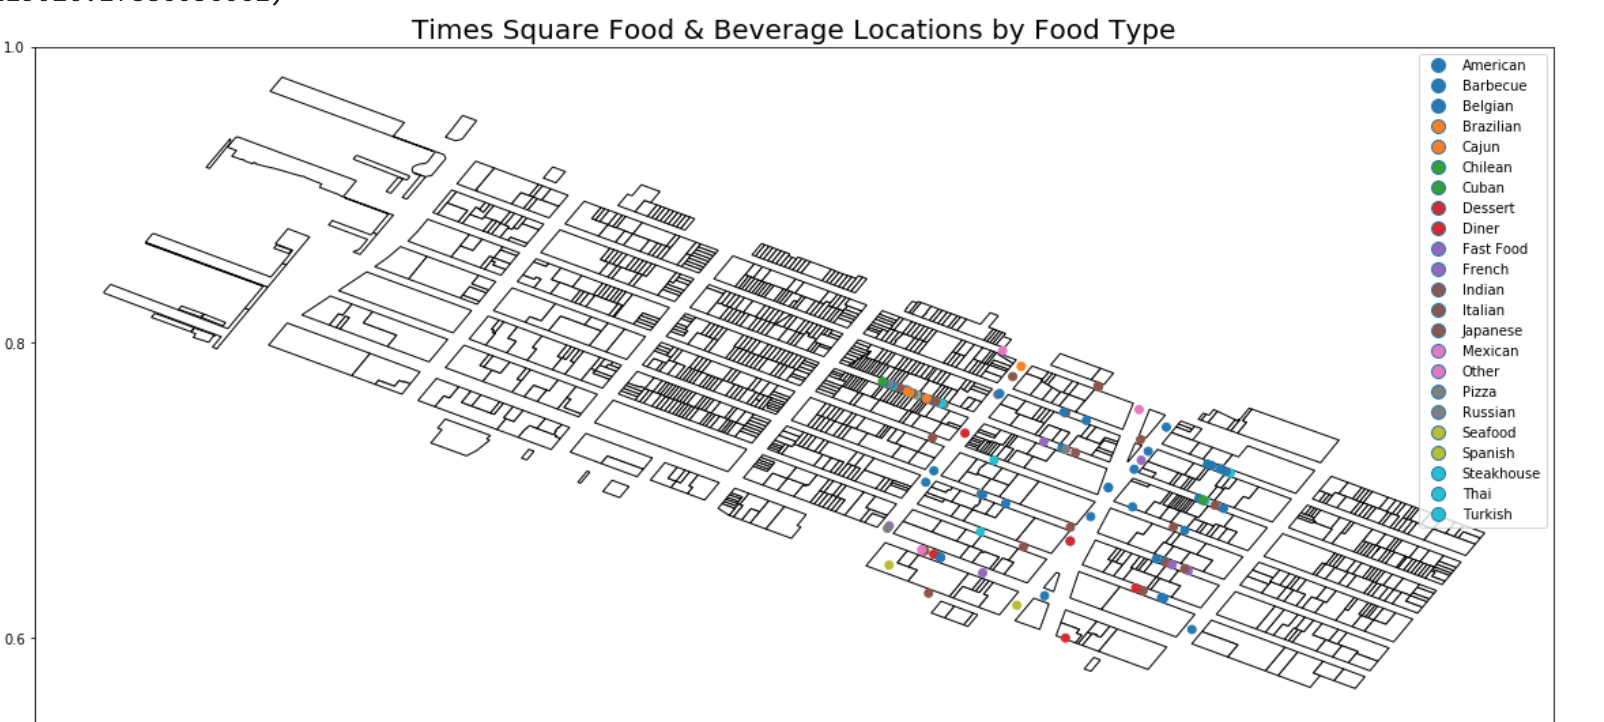 Times Square Food & Beverage Locations by Food Type
1.0
American
Barbecue
Belgian
Brazilian
Cajun
Chilean
Cuban
Dessert
Diner
Fast Food
French
Indian
Italian
Japanese
Mexican
Other
Pizza
Russian
Seafood
Spanish
Steakhouse
Thai
Turkish
0.8
0.6